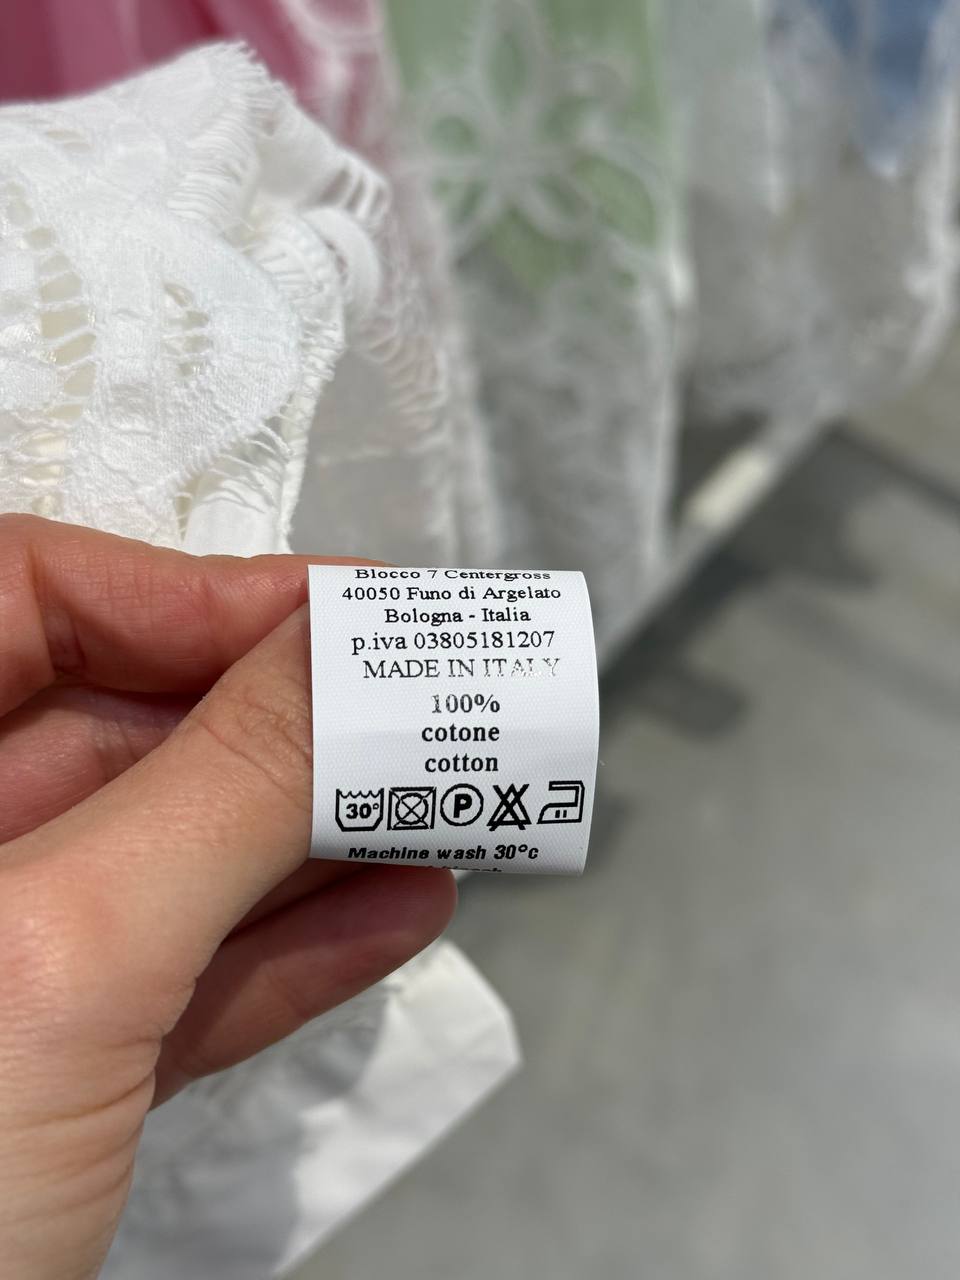 Blocco 7 Centergross
40050 Funo di Argelato
Bologna - Italia
p.iva 03805181207
MADE IN ITALY
100%
cotone
cotton
30° P
Machine wash 30°c